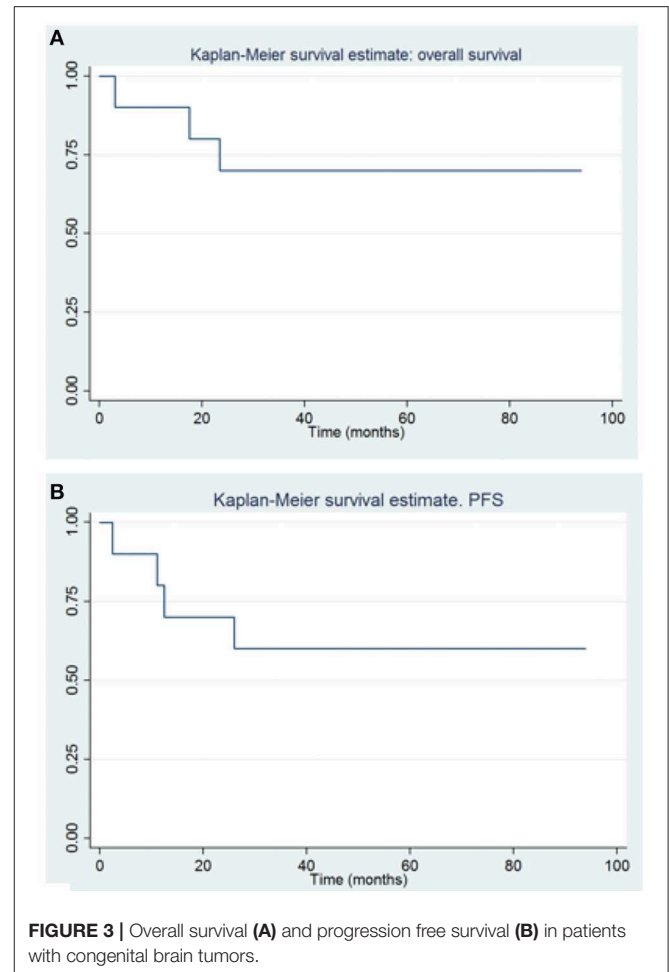 A
Kaplan-Meier survival estimate: overall survival
1.00
0.75
0.50
0.25
0.00
0 20 40 60 80 100
Time (months)
B
Kaplan-Meier survival estimate. PFS
1.00
0.75
0.50
0.25
0.00
0 20 40 60 80 100
Time (months)
FIGURE 3 | Overall survival (A) and progression free survival (B) in patients
with congenital brain tumors.